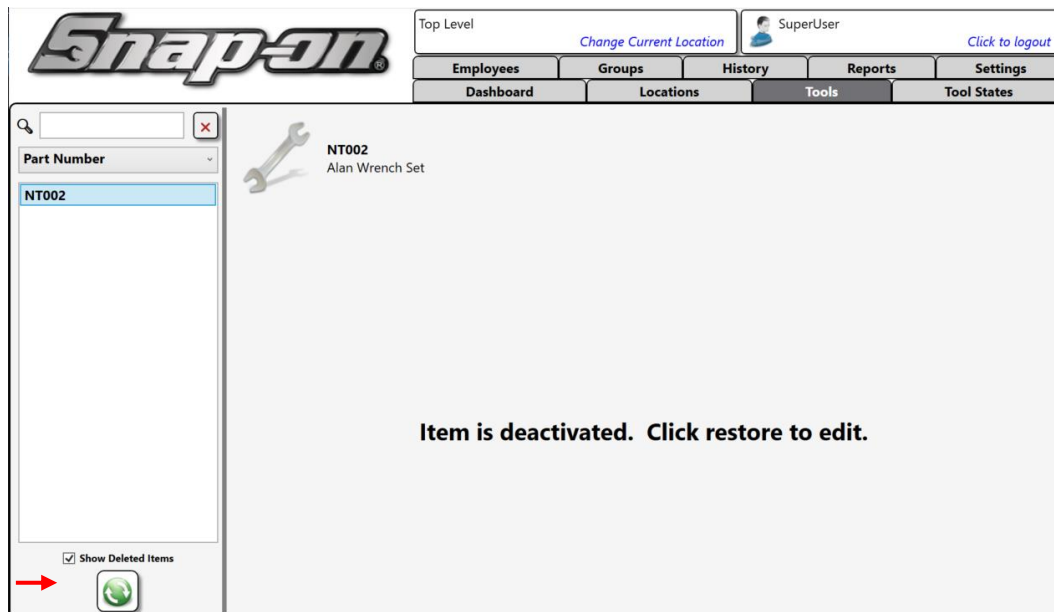 Snap-on®
Top Level
Change Current Location
SuperUser
Click to logout
Employees
Groups
History
Reports
Settings
Dashboard
Locations
Tools
Tool States
Part Number
NT002
NT002
Alan Wrench Set
Item is deactivated. Click restore to edit.
Show Deleted Items